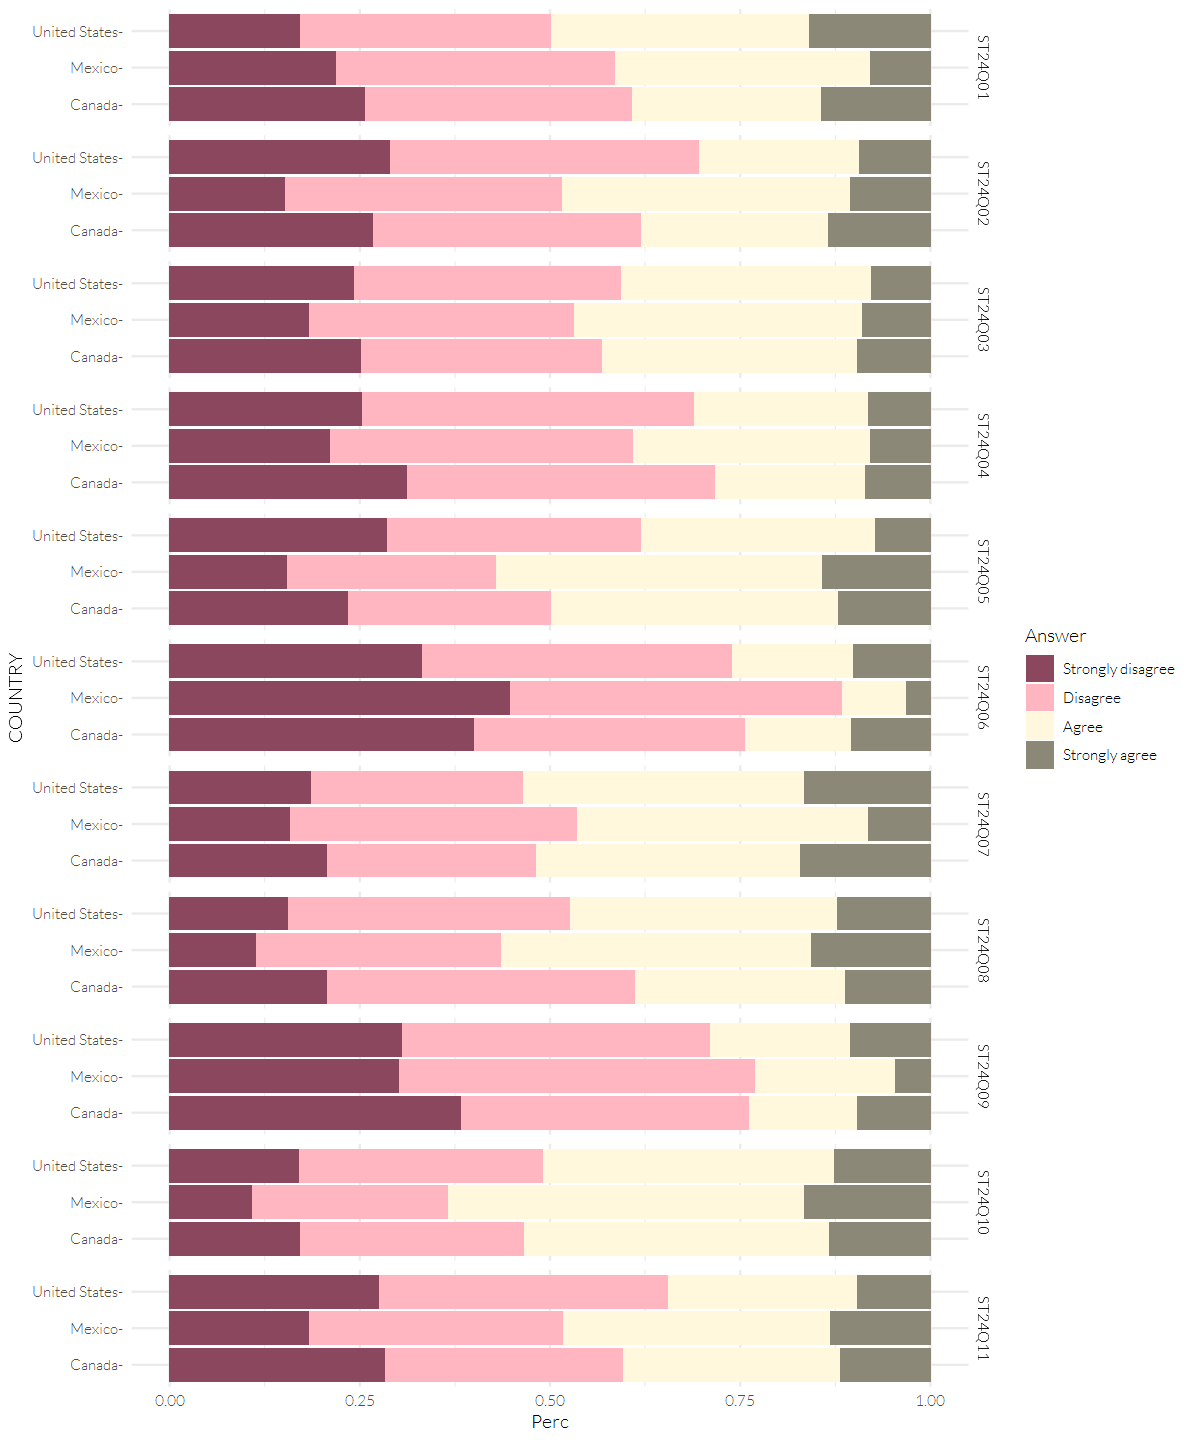 United States-
Mexico-
Canada-
ST24Q01
United States-
Mexico-
Canada-
ST24Q02
United States-
Mexico-
Canada-
ST24Q03
United States-
Mexico-
Canada-
ST24Q04
United States-
Mexico-
Canada-
ST24Q05
United States-
Mexico-
Canada-
ST24Q06
United States-
Mexico-
Canada-
ST24Q07
United States-
Mexico-
Canada-
ST24Q08
United States-
Mexico-
Canada-
ST24Q09
United States-
Mexico-
Canada-
ST24Q10
United States-
Mexico-
Canada-
ST24Q11
COUNTRY
0.00 0.25 0.50 0.75 1.00
Perc
Answer
Strongly disagree
Disagree
Agree
Strongly agree